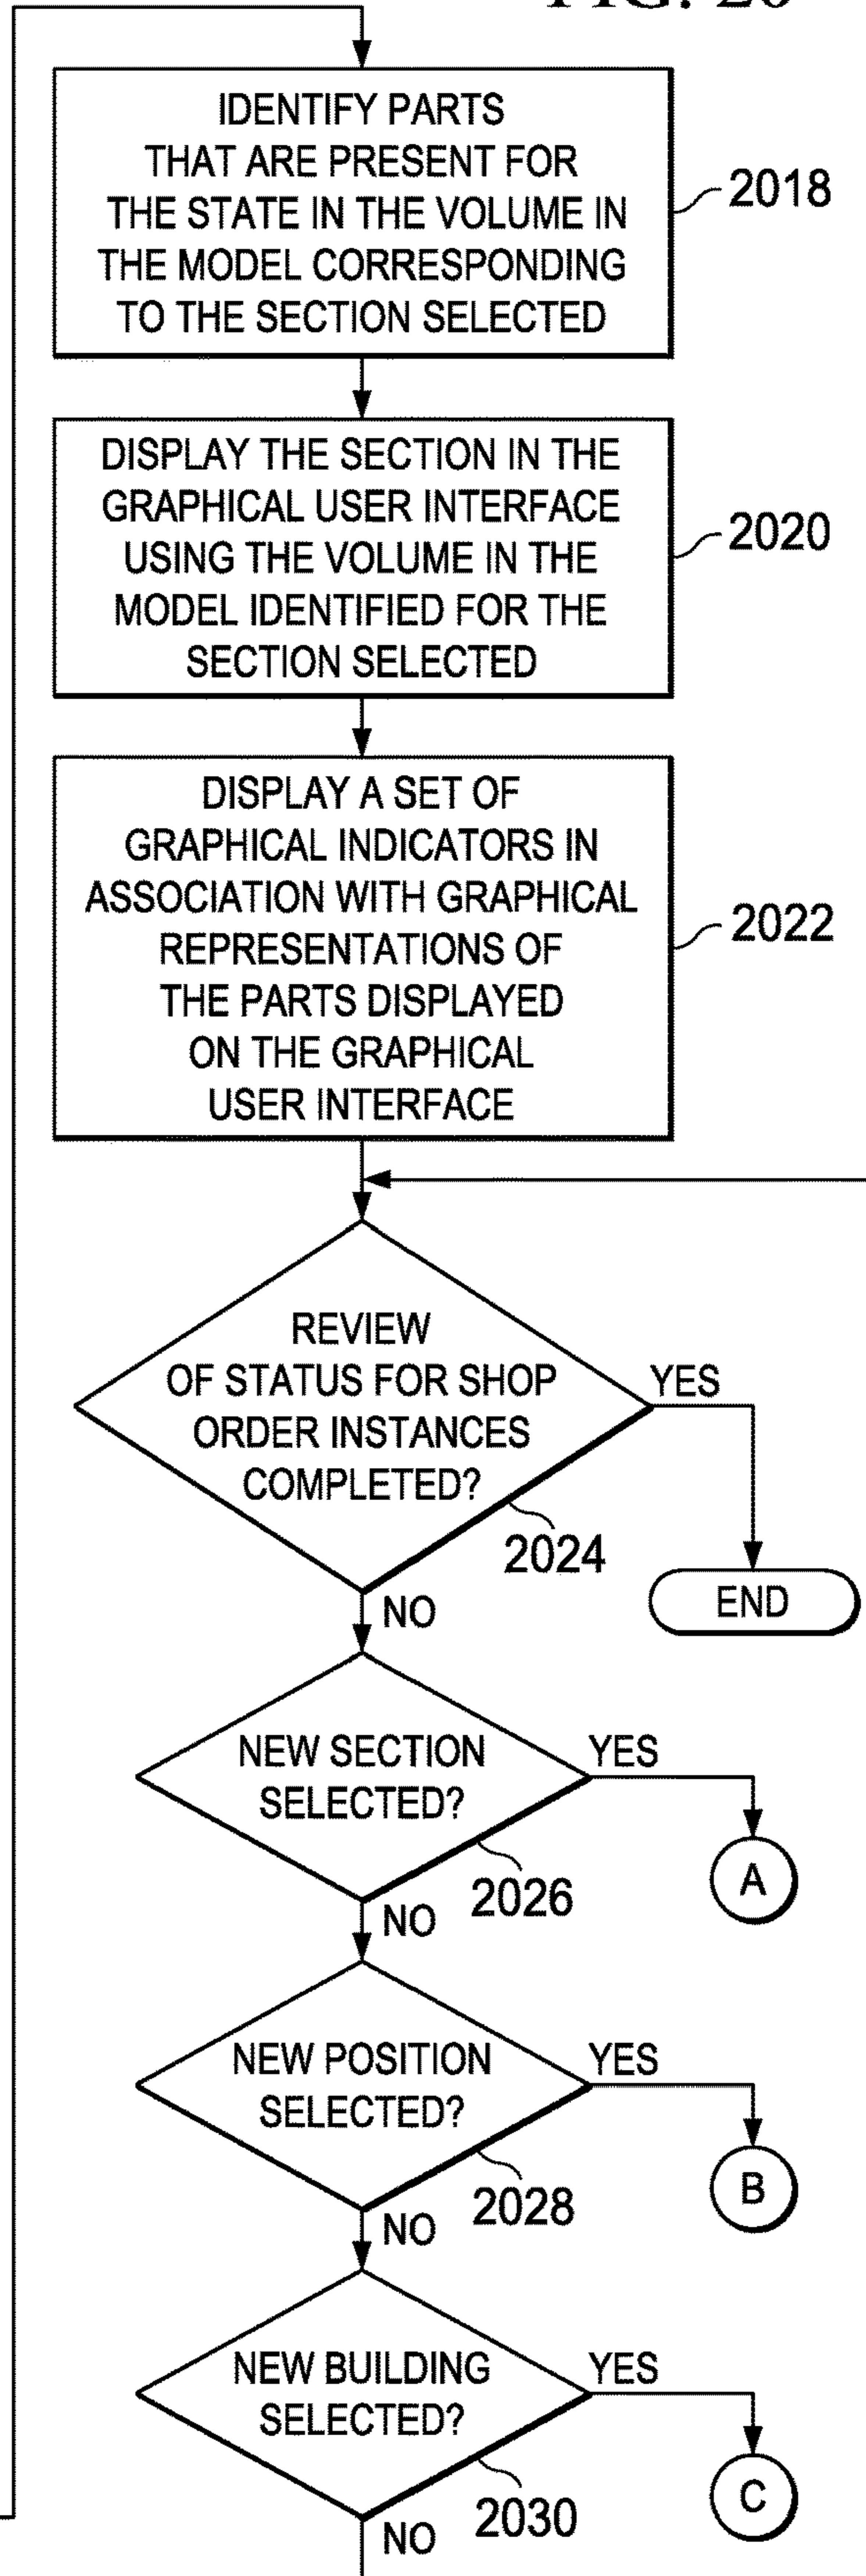 FIG. 20
IDENTIFY PARTS
THAT ARE PRESENT FOR
THE STATE IN THE VOLUME IN
THE MODEL CORRESPONDING
TO THE SECTION SELECTED
2018
DISPLAY THE SECTION IN THE
GRAPHICAL USER INTERFACE
USING THE VOLUME IN THE
MODEL IDENTIFIED FOR THE
SECTION SELECTED
2020
DISPLAY A SET OF
GRAPHICAL INDICATORS IN
ASSOCIATION WITH GRAPHICAL
REPRESENTATIONS OF
THE PARTS DISPLAYED
ON THE GRAPHICAL
USER INTERFACE
2022
REVIEW
OF STATUS FOR SHOP
ORDER INSTANCES
COMPLETED?
YES
2024
END
NO
NEW SECTION
SELECTED?
YES
2026
A
NO
NEW POSITION
SELECTED?
YES
2028
B
NO
NEW BUILDING
SELECTED?
YES
2030
C
NO